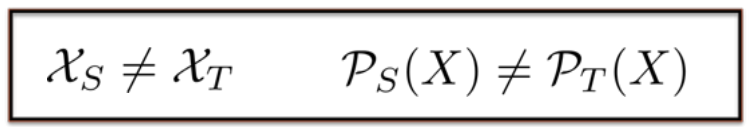 𝒳_S ≠ 𝒳_T 𝒫_S(X) ≠ 𝒫_T(X)